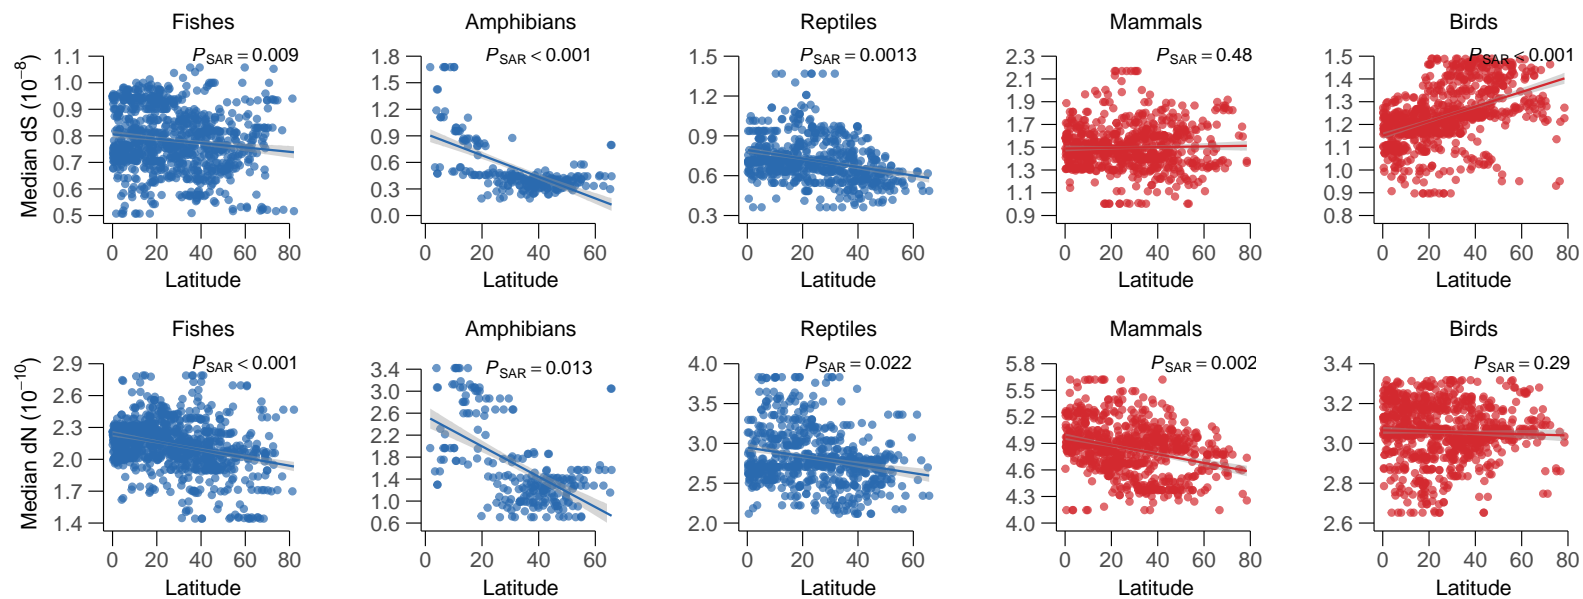 Fishes
Amphibians
Reptiles
Mammals
Birds
P_SAR = 0.009
P_SAR < 0.001
P_SAR = 0.0013
P_SAR = 0.48
P_SAR < 0.001
Median dS (10⁻⁸)
1.1
1.0
0.9
0.8
0.7
0.6
0.5
0 20 40 60 80
Latitude
1.8
1.5
1.2
0.9
0.6
0.3
0.0
0 20 40 60
Latitude
1.5
1.2
0.9
0.6
0.3
0 20 40 60
Latitude
2.3
2.1
1.9
1.7
1.5
1.3
1.1
0.9
0 20 40 60 80
Latitude
1.5
1.4
1.3
1.2
1.1
1.0
0.9
0.8
0 20 40 60 80
Latitude
Fishes
Amphibians
Reptiles
Mammals
Birds
P_SAR < 0.001
P_SAR = 0.013
P_SAR = 0.022
P_SAR = 0.002
P_SAR = 0.29
Median dN (10⁻¹⁰)
2.9
2.6
2.3
2.0
1.7
1.4
0 20 40 60 80
Latitude
3.4
3.0
2.6
2.2
1.8
1.4
1.0
0.6
0 20 40 60
Latitude
4.0
3.5
3.0
2.5
2.0
0 20 40 60
Latitude
5.8
5.5
5.2
4.9
4.6
4.3
4.0
0 20 40 60 80
Latitude
3.4
3.2
3.0
2.8
2.6
0 20 40 60 80
Latitude